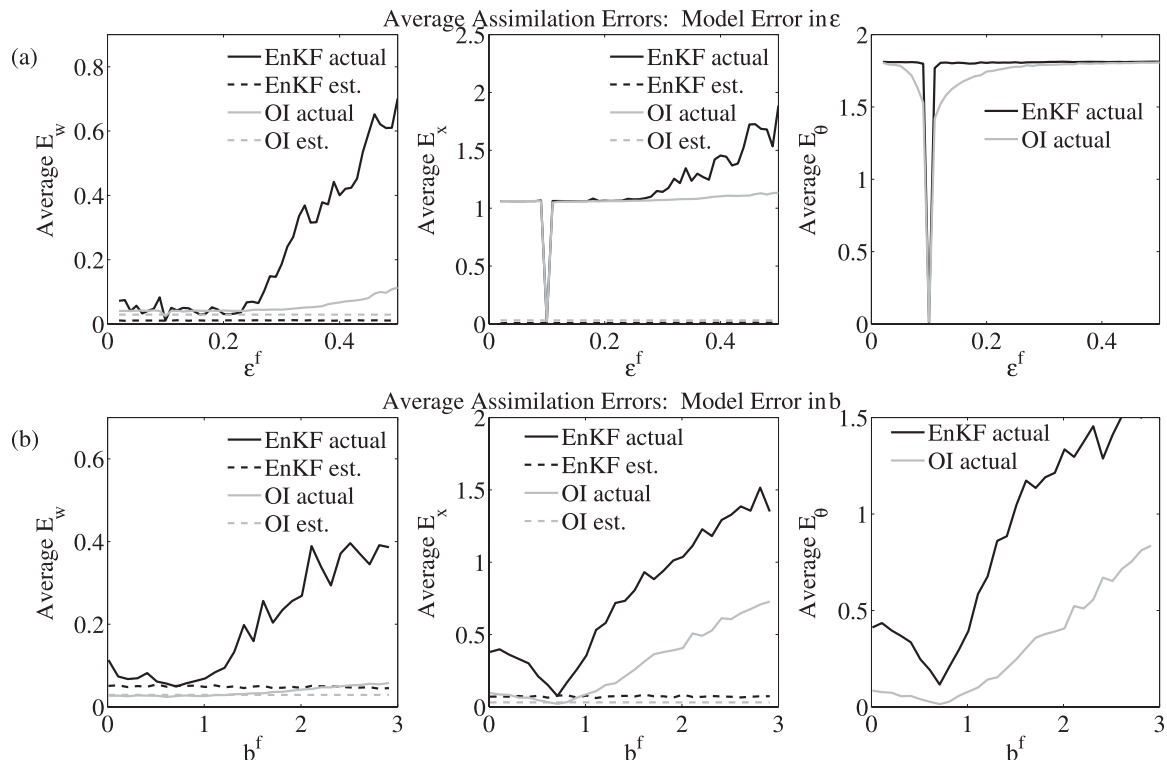 Average Assimilation Errors: Model Error in ε
(a)
0.8
0.6
0.4
0.2
0
Average E_w
EnKF actual
EnKF est.
OI actual
OI est.
0 0.2 0.4
ε^f
2.5
2
1.5
1
0.5
0
Average E_x
EnKF actual
EnKF est.
OI actual
OI est.
0 0.2 0.4
ε^f
2
1.5
1
0.5
0
Average E_θ
EnKF actual
OI actual
0 0.2 0.4
ε^f
Average Assimilation Errors: Model Error in b
(b)
0.6
0.4
0.2
0
Average E_w
EnKF actual
EnKF est.
OI actual
OI est.
0 1 2 3
b^f
2
1.5
1
0.5
0
Average E_x
EnKF actual
EnKF est.
OI actual
OI est.
0 1 2 3
b^f
1.5
1
0.5
0
Average E_θ
EnKF actual
OI actual
0 1 2 3
b^f